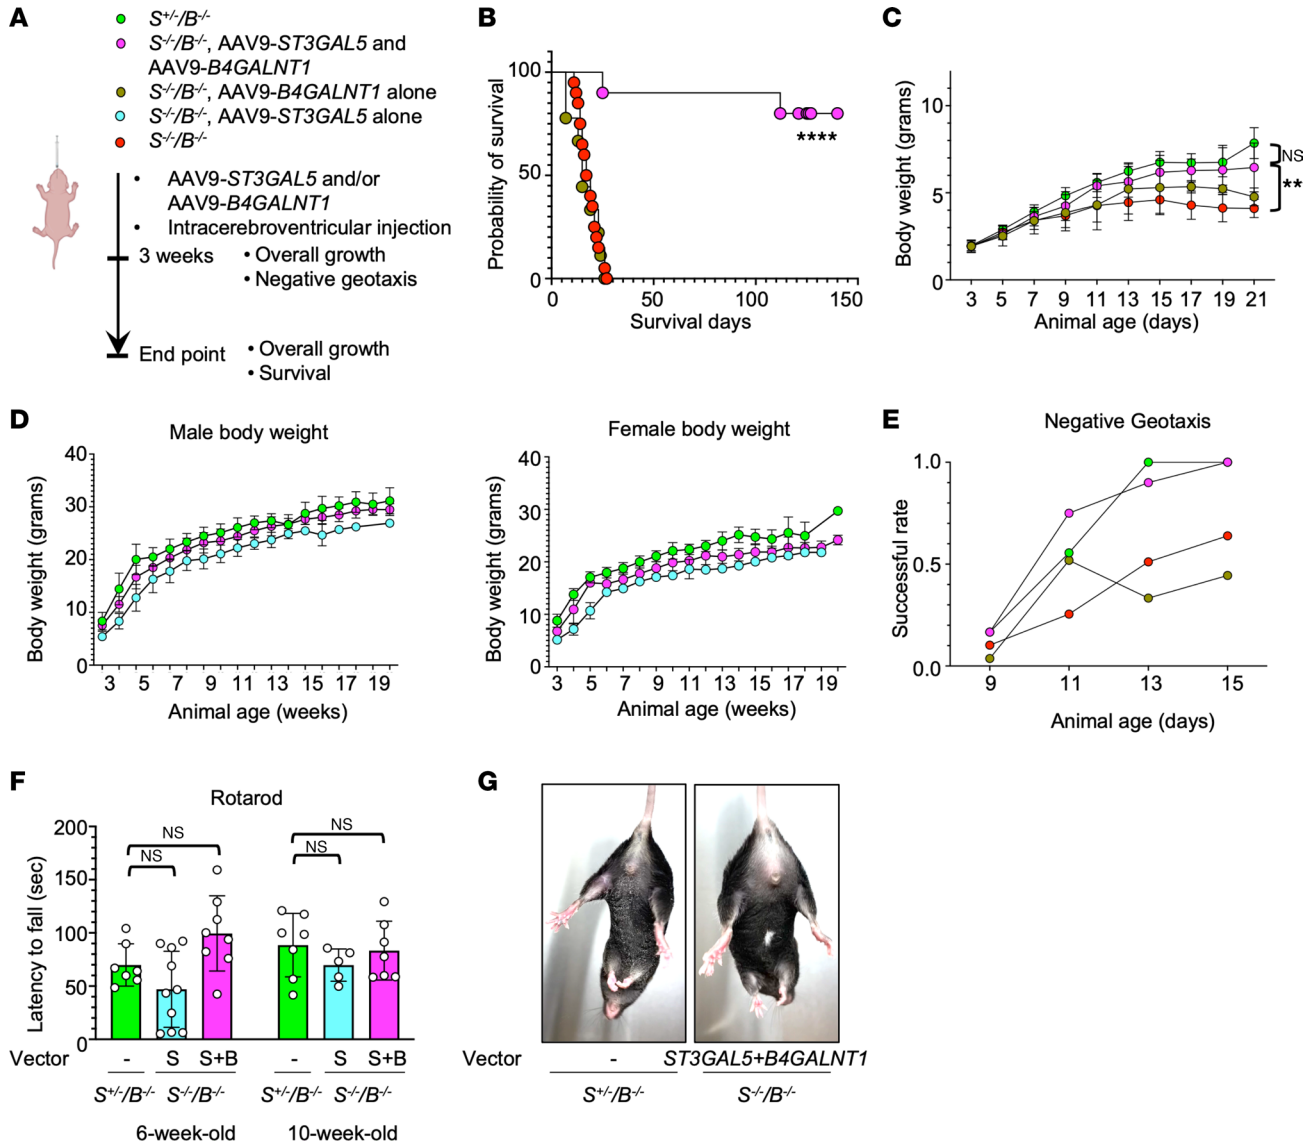 A
S+/-/B-/-
S-/-/B-/-, AAV9-ST3GAL5 and
AAV9-B4GALNT1
S-/-/B-/-, AAV9-B4GALNT1 alone
S-/-/B-/-, AAV9-ST3GAL5 alone
S-/-/B-/-
• AAV9-ST3GAL5 and/or
AAV9-B4GALNT1
• Intracerebroventricular injection
3 weeks
• Overall growth
• Negative geotaxis
End point
• Overall growth
• Survival
B
Probability of survival
100
50
0
****
0 50 100 150
Survival days
C
Body weight (grams)
10
5
0
NS
**
3 5 7 9 11 13 15 17 19 21
Animal age (days)
D
Male body weight
Body weight (grams)
40
30
20
10
0
3 5 7 9 11 13 15 17 19
Animal age (weeks)
Female body weight
Body weight (grams)
40
30
20
10
0
3 5 7 9 11 13 15 17 19
Animal age (weeks)
E
Negative Geotaxis
Successful rate
1.0
0.5
0.0
9 11 13 15
Animal age (days)
F
Rotarod
Latency to fall (sec)
200
150
100
50
0
NS
NS
NS
NS
Vector - S S+B - S S+B
S+/-/B-/- S-/-/B-/- S+/-/B-/- S-/-/B-/-
6-week-old 10-week-old
G
Vector - ST3GAL5+B4GALNT1
S+/-/B-/- S-/-/B-/-